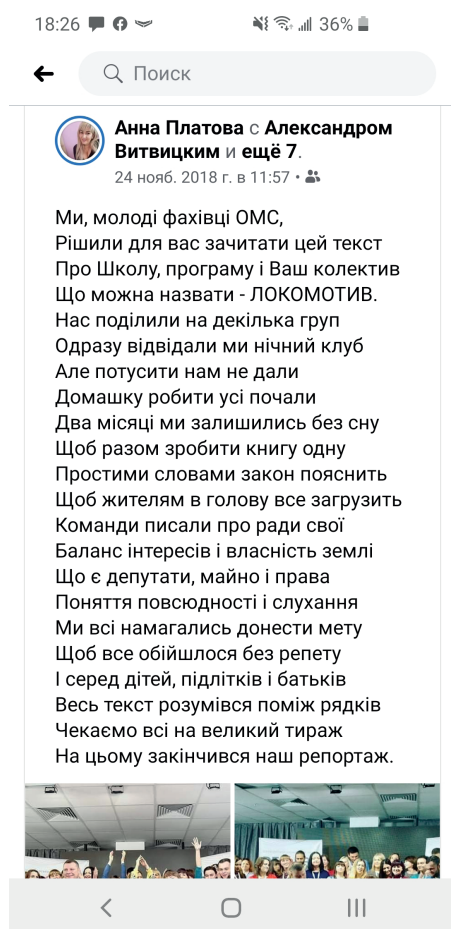 18:26
36%
Поиск
Анна Платова с Александром
Витвицким и ещё 7.
24 нояб. 2018 г. в 11:57 •
Ми, молоді фахівці ОМС,
Рішили для вас зачитати цей текст
Про Школу, програму і Ваш колектив
Що можна назвати - ЛОКОМОТИВ.
Нас поділили на декілька груп
Одразу відвідали ми нічний клуб
Але потусити нам не дали
Домашку робити усі почали
Два місяці ми залишились без сну
Щоб разом зробити книгу одну
Простими словами закон пояснить
Щоб жителям в голову все загрузить
Команди писали про ради свої
Баланс інтересів і власність землі
Що є депутати, майно і права
Поняття повсюдності і слухання
Ми всі намагались донести мету
Щоб все обійшлося без репету
І серед дітей, підлітків і батьків
Весь текст розумівся поміж рядків
Чекаємо всі на великий тираж
На цьому закінчився наш репортаж.